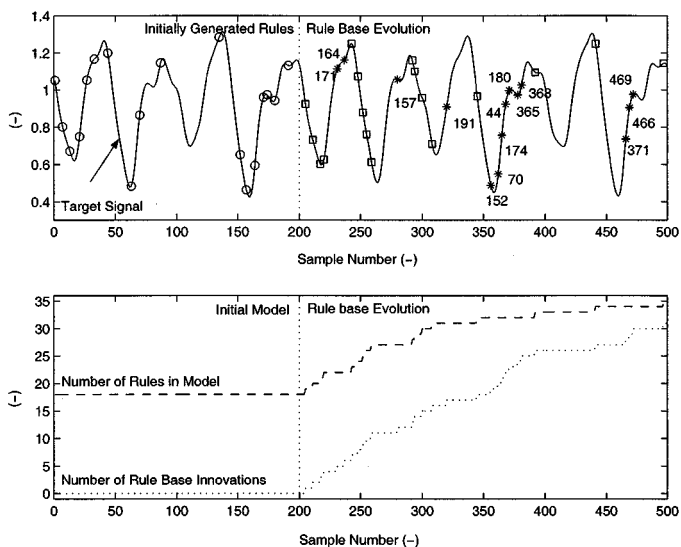 Initially Generated Rules
Rule Base Evolution
1.4
1.2
1
0.8
0.6
0.4
(-)
164
171
157
191
180
44
368
365
174
70
152
469
466
371
Target Signal
0 50 100 150 200 250 300 350 400 450 500
Sample Number (-)
Initial Model
Rule base Evolution
35
30
25
20
15
10
5
0
(-)
Number of Rules in Model
Number of Rule Base Innovations
0 50 100 150 200 250 300 350 400 450 500
Sample Number (-)